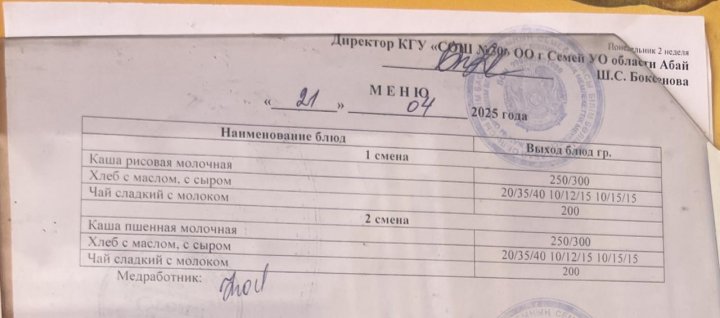 Понедельник 2 неделя
Директор КГУ «СОШ №30» ОО г Семей УО области Абай
Ш.С. Бокенова
МЕНЮ
«21» 04 2025 года
Наименование блюд Выход блюд гр.
1 смена
Каша рисовая молочная 250/300
Хлеб с маслом, с сыром 20/35/40 10/12/15 10/15/15
Чай сладкий с молоком 200
2 смена
Каша пшенная молочная 250/300
Хлеб с маслом, с сыром 20/35/40 10/12/15 10/15/15
Чай сладкий с молоком 200
Медработник: